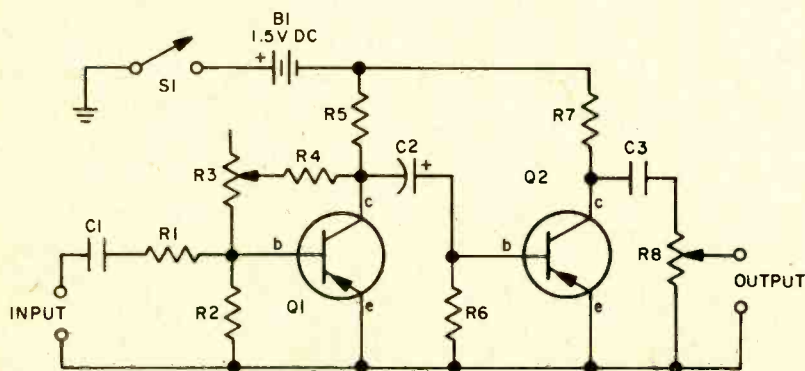 B1
1.5V DC
+
S1
R5
R7
C2
+
C3
R3
R4
Q2
c
c
C1
R1
b
b
R8
OUTPUT
INPUT
R2
Q1
e
R6
e